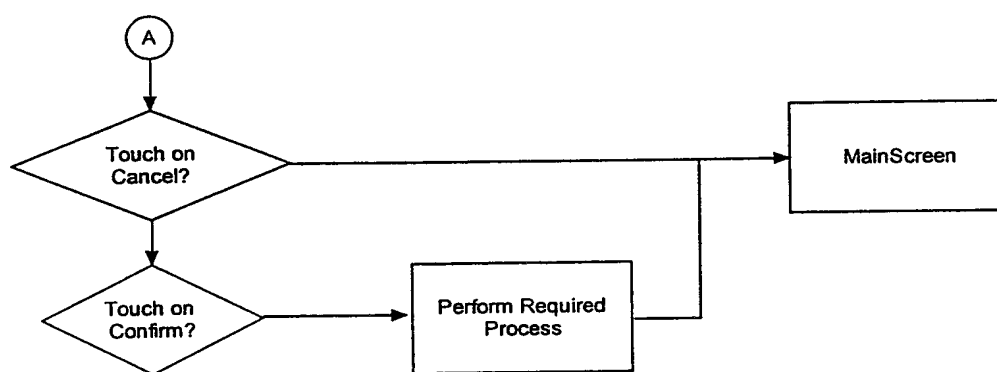 A
Touch on
Cancel?
MainScreen
Touch on
Confirm?
Perform Required
Process